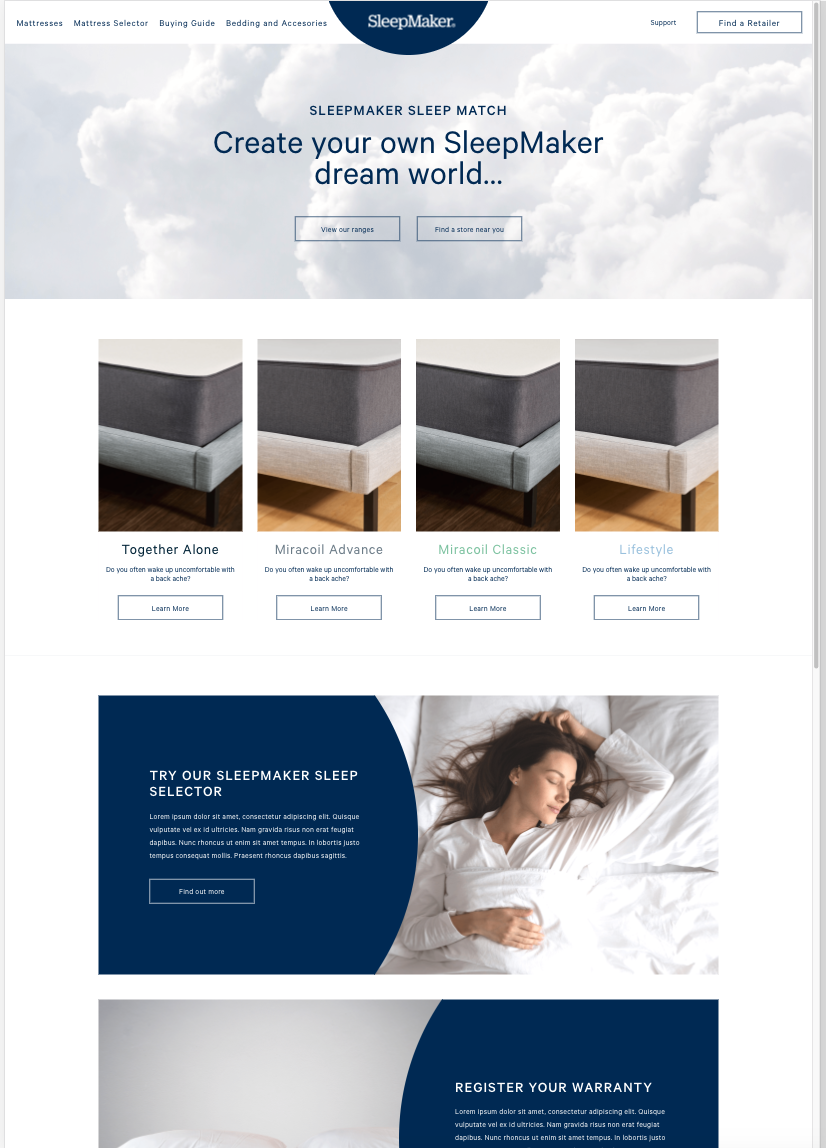 Mattresses Mattress Selector Buying Guide Bedding and Accesories SleepMaker® Support Find a Retailer
SLEEPMAKER SLEEP MATCH
Create your own SleepMaker
dream world...
View our ranges Find a store near you
Together Alone Miracoil Advance Miracoil Classic Lifestyle
Do you often wake up uncomfortable with
a back ache?
Do you often wake up uncomfortable with
a back ache?
Do you often wake up uncomfortable with
a back ache?
Do you often wake up uncomfortable with
a back ache?
Learn More Learn More Learn More Learn More
TRY OUR SLEEPMAKER SLEEP
SELECTOR
Lorem ipsum dolor sit amet, consectetur adipiscing elit. Quisque
vulputate vel ex id ultricies. Nam gravida risus non erat feugiat
dapibus. Nunc rhoncus ut enim sit amet tempus. In lobortis justo
tempus consequat mollis. Praesent rhoncus dapibus sagittis.
Find out more
REGISTER YOUR WARRANTY
Lorem ipsum dolor sit amet, consectetur adipiscing elit. Quisque
vulputate vel ex id ultricies. Nam gravida risus non erat feugiat
dapibus. Nunc rhoncus ut enim sit amet tempus. In lobortis justo